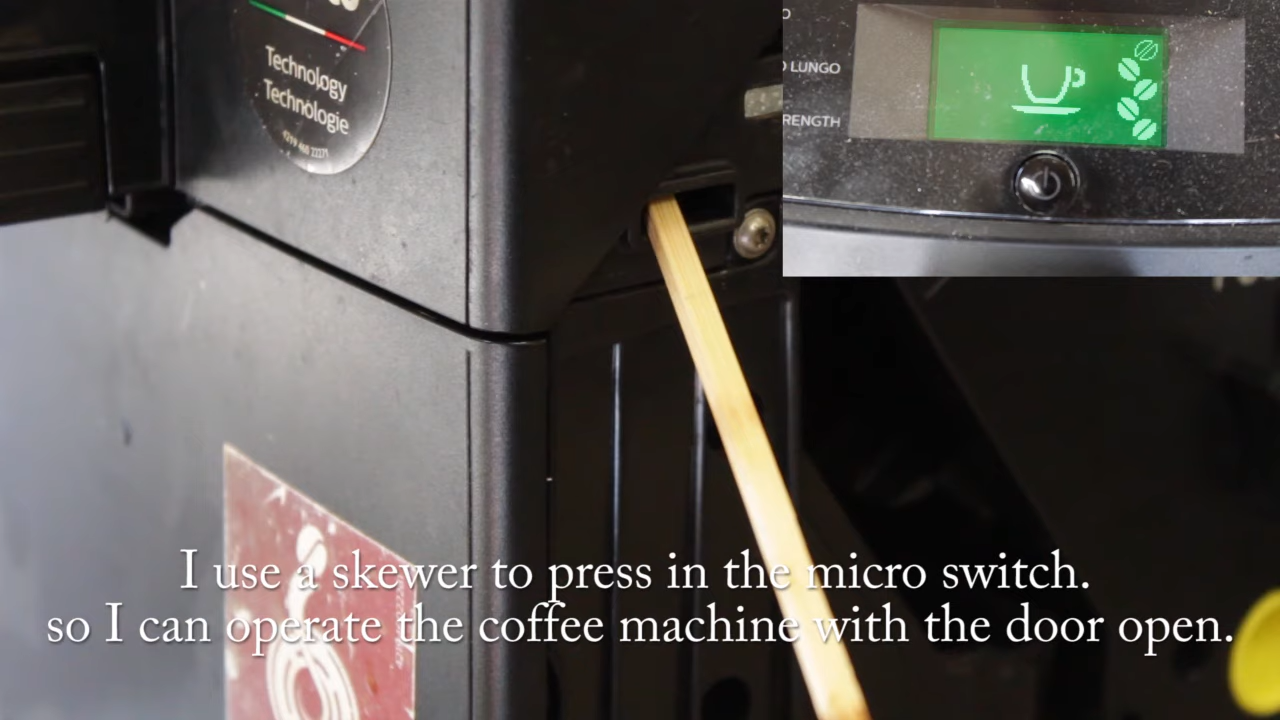 Technology
Technologie
LUNGO
I use a skewer to press in the micro switch.
so I can operate the coffee machine with the door open.